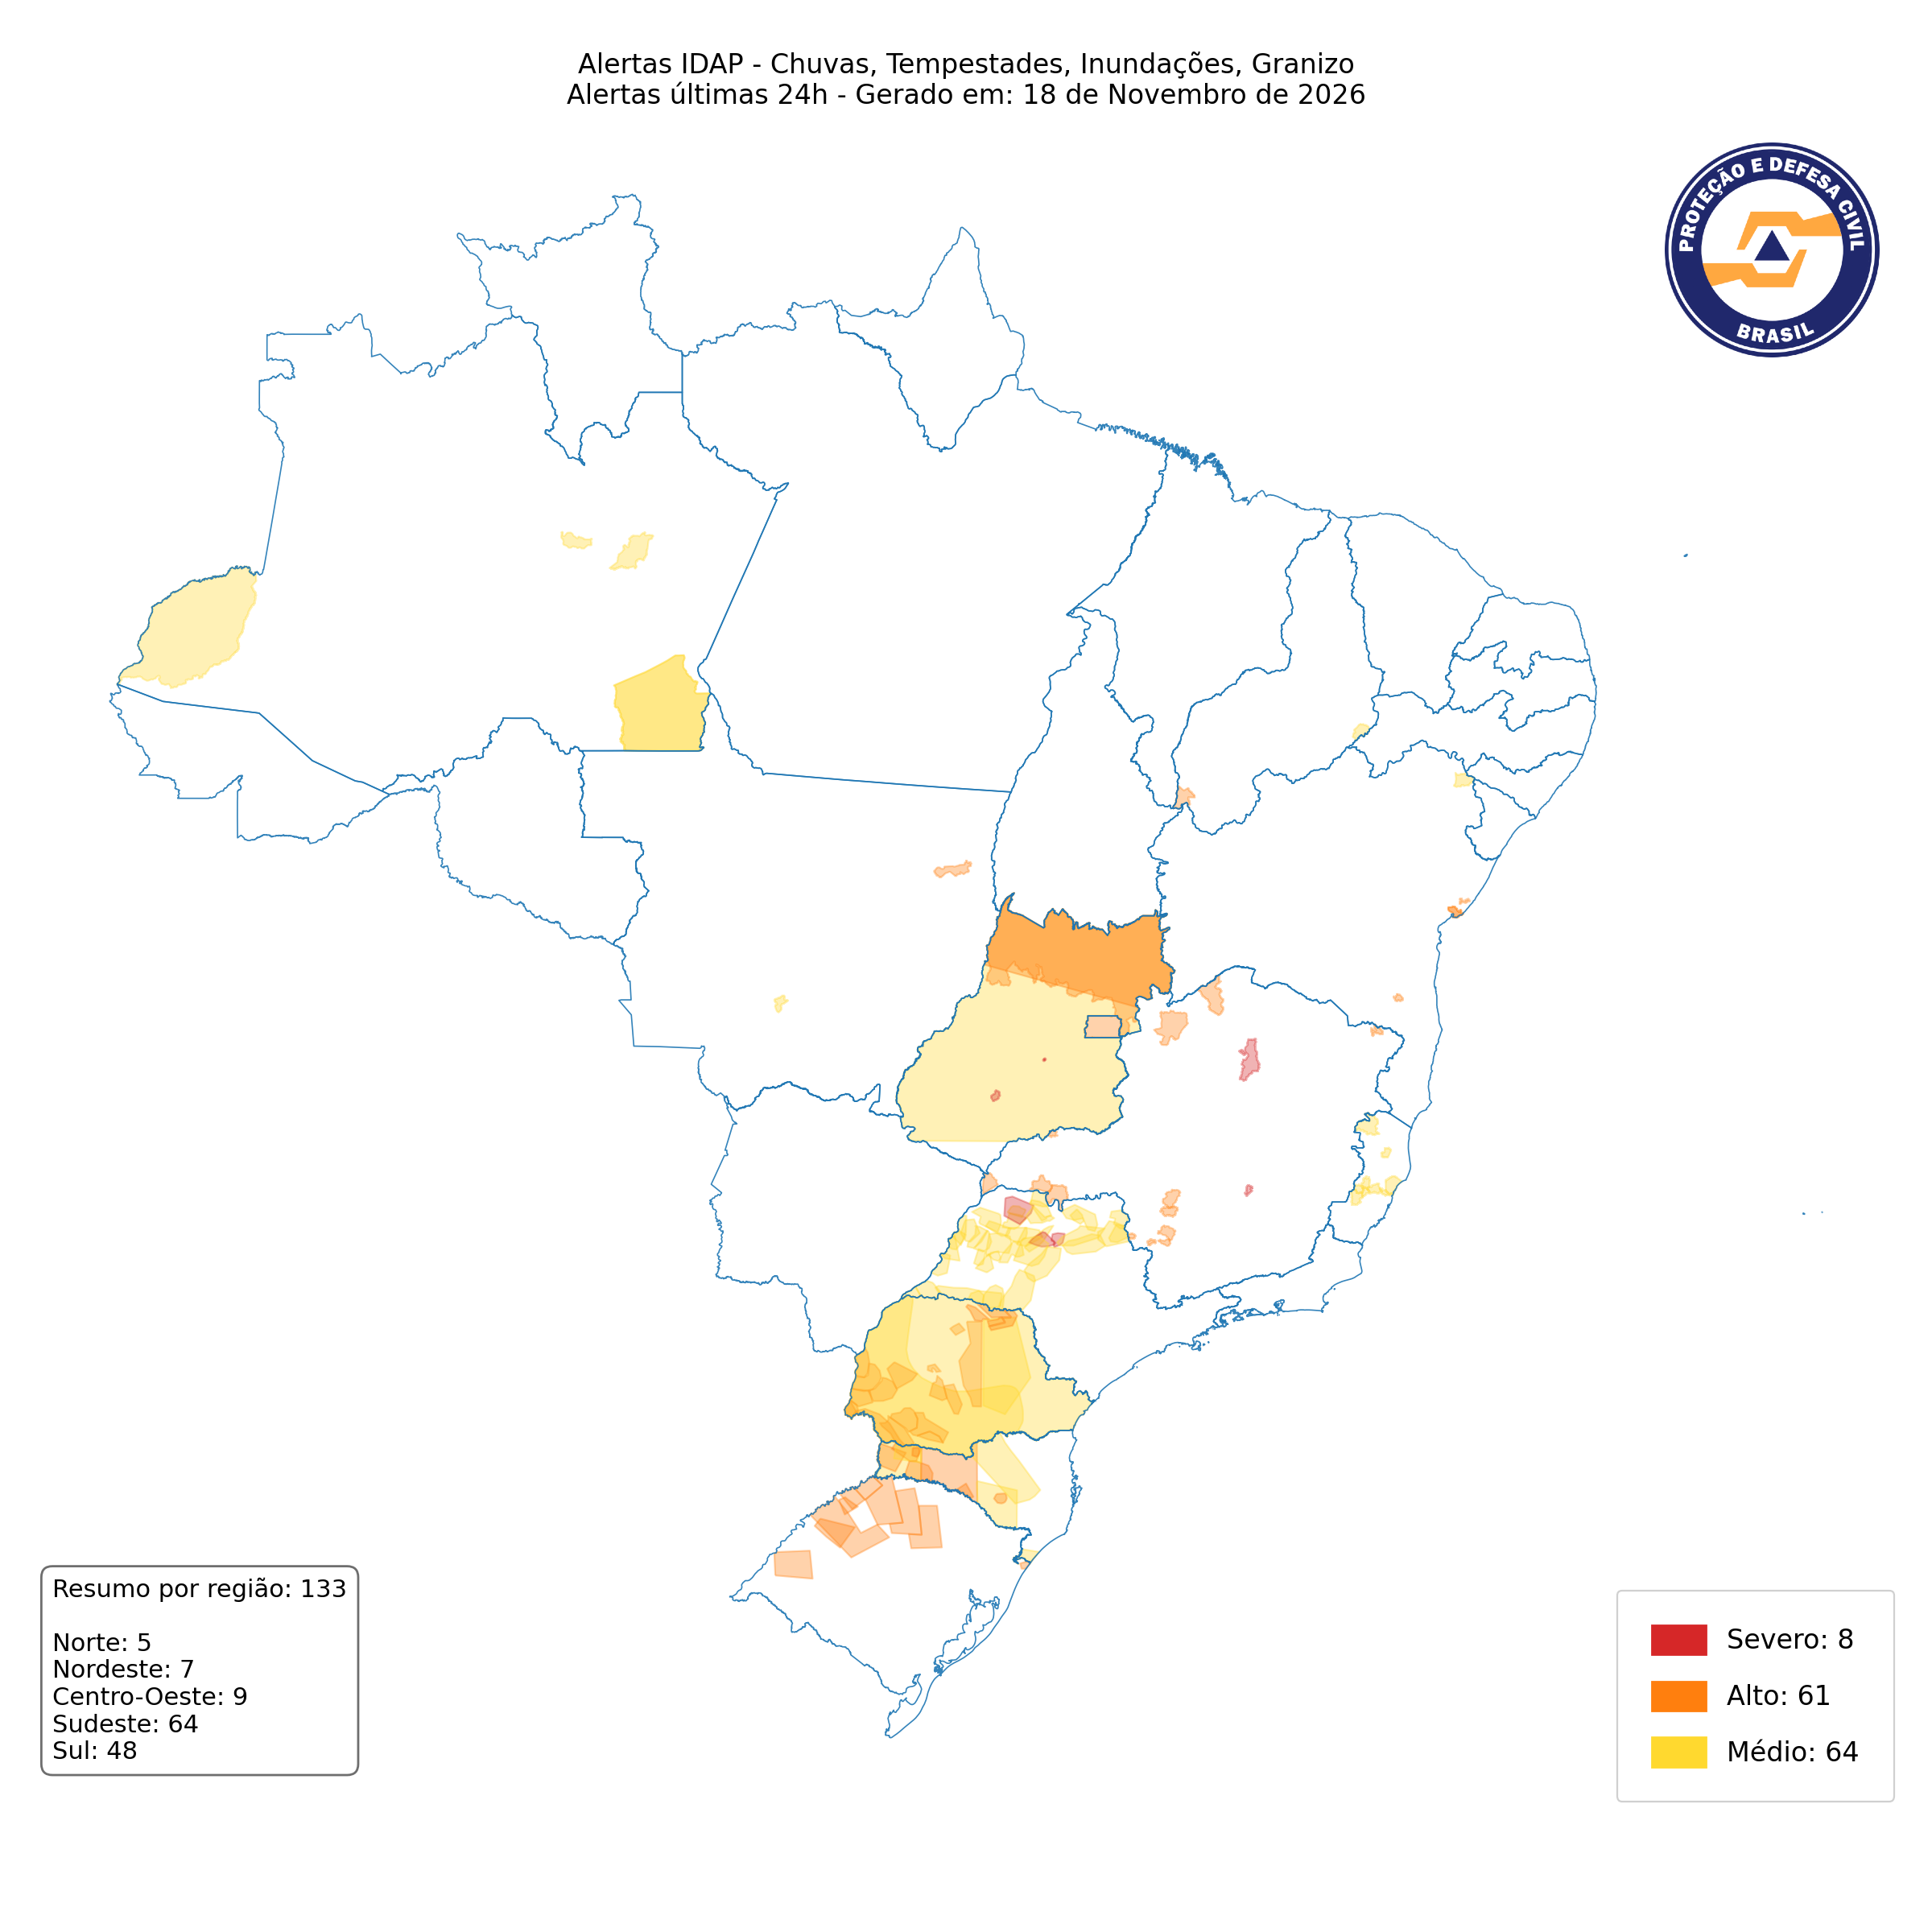 Alertas IDAP - Chuvas, Tempestades, Inundações, Granizo
Alertas últimas 24h - Gerado em: 18 de Novembro de 2026
PROTEÇÃO E DEFESA CIVIL
BRASIL
Resumo por região: 133
Norte: 5
Nordeste: 7
Centro-Oeste: 9
Sudeste: 64
Sul: 48
Severo: 8
Alto: 61
Médio: 64